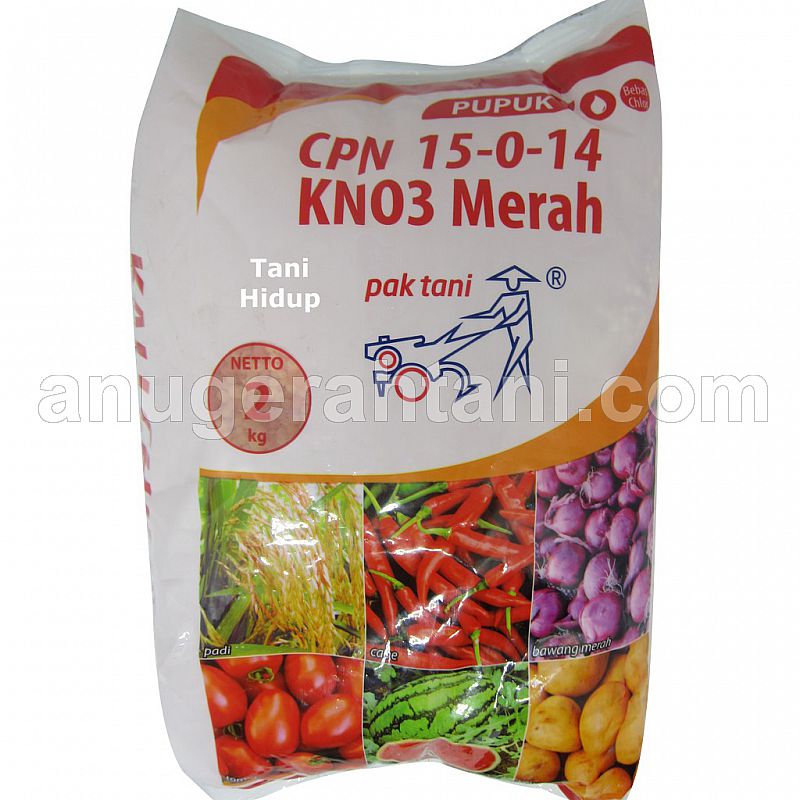 PUPUK
Bebas
Chlor
CPN 15-0-14
KNO3 Merah
Tani
Hidup
pak tani ®
NETTO
2
kg
anugerahtani.com
padi
cabe
bawang merah